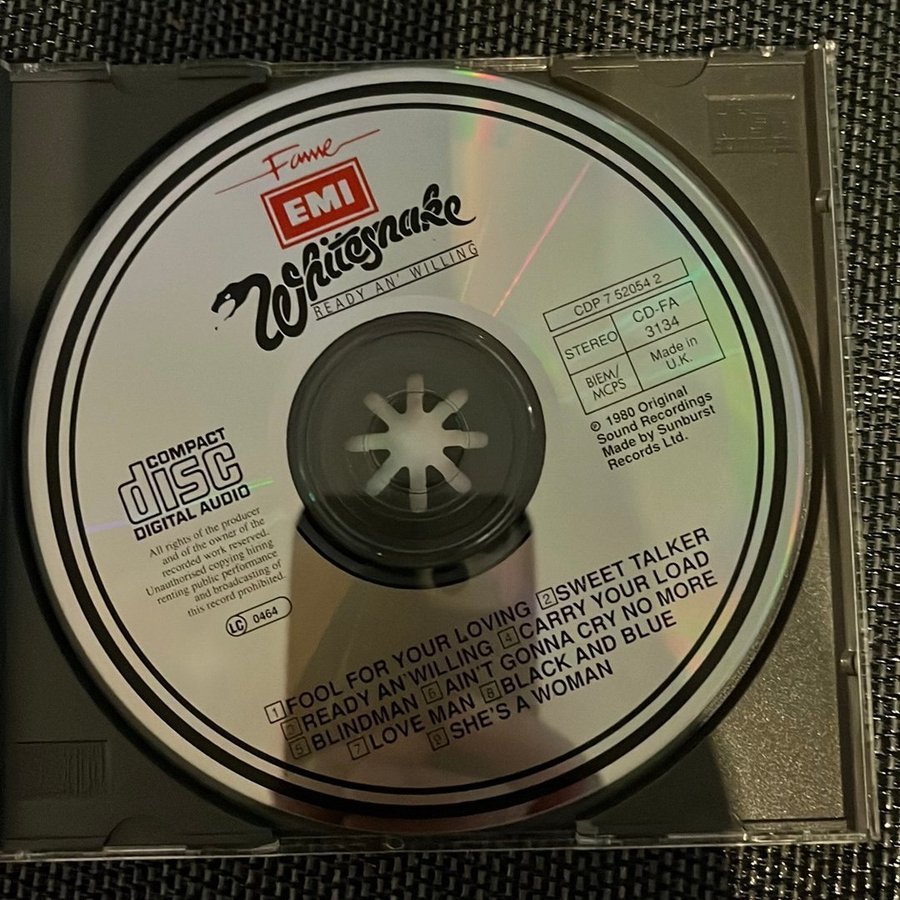 Fame
EMI
Whitesnake
READY AN' WILLING
CDP 7 52054 2
STEREO
CD-FA
3134
BIEM/
MCPS
Made in
U.K.
℗ 1980 Original
Sound Recordings
Made by Sunburst
Records Ltd.
COMPACT
disc
DIGITAL AUDIO
All rights of the producer
and of the owner of the
recorded work reserved.
Unauthorised copying hiring
renting public performance
and broadcasting of
this record prohibited.
LC 0464
1 FOOL FOR YOUR LOVING 2 SWEET TALKER
3 READY AN' WILLING 4 CARRY YOUR LOAD
5 BLINDMAN 6 AIN'T GONNA CRY NO MORE
7 LOVE MAN 8 BLACK AND BLUE
9 SHE'S A WOMAN